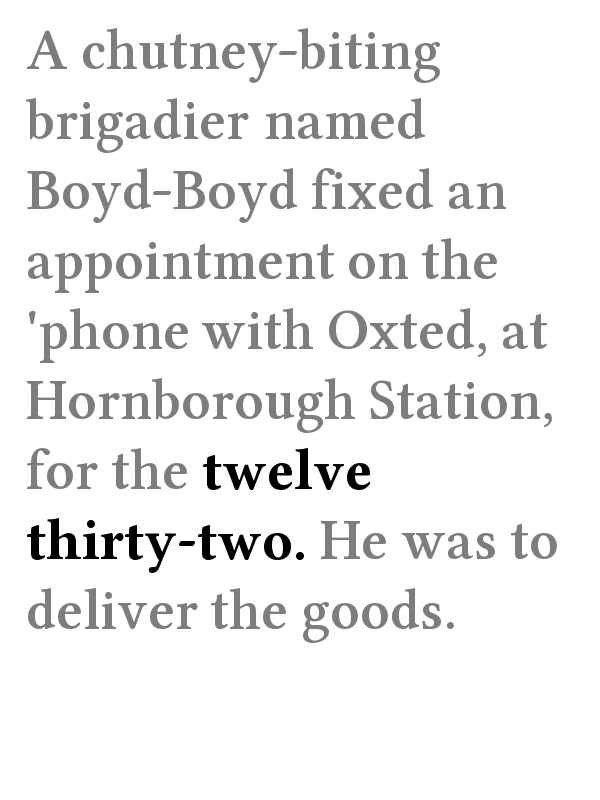 A chutney-biting
brigadier named
Boyd-Boyd fixed an
appointment on the
'phone with Oxted, at
Hornborough Station,
for the twelve
thirty-two. He was to
deliver the goods.